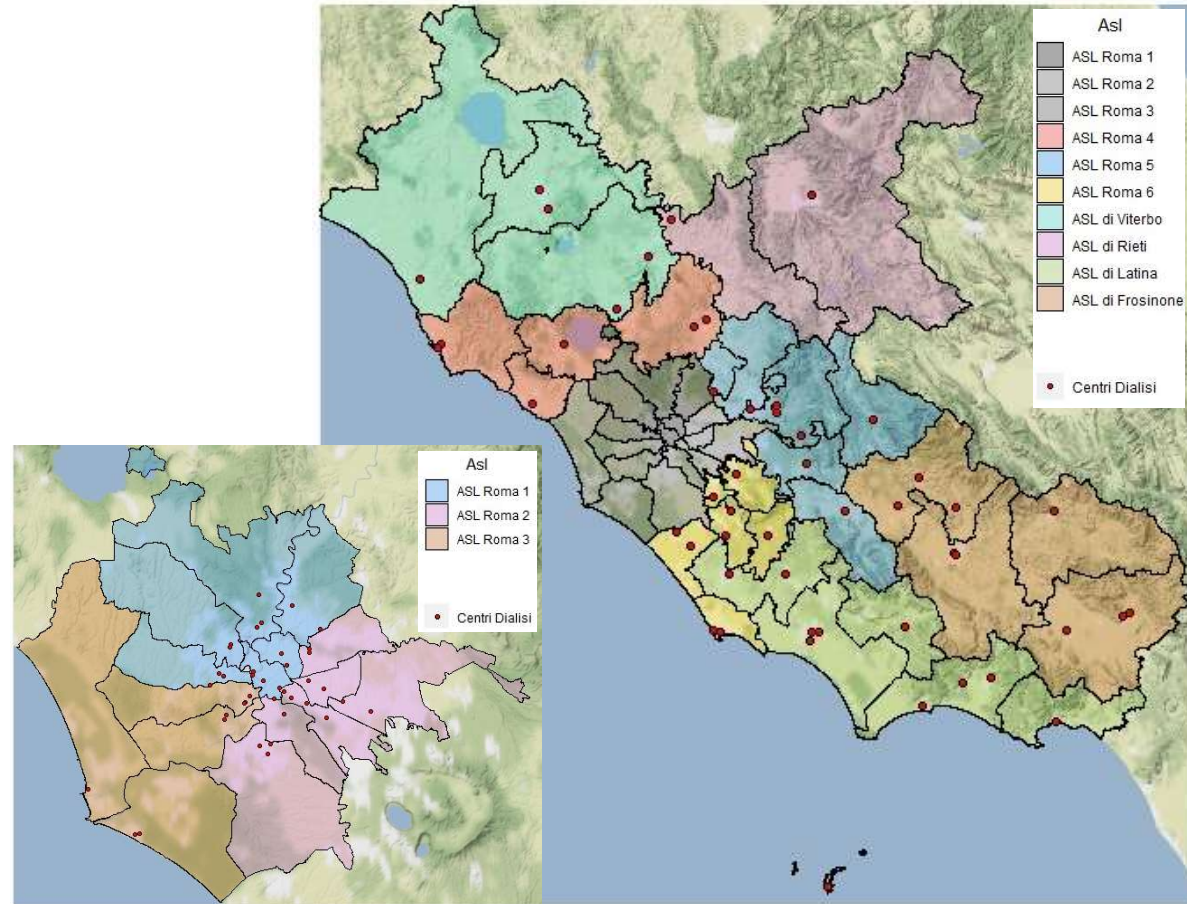 Asl
ASL Roma 1
ASL Roma 2
ASL Roma 3
ASL Roma 4
ASL Roma 5
ASL Roma 6
ASL di Viterbo
ASL di Rieti
ASL di Latina
ASL di Frosinone
Centri Dialisi
Asl
ASL Roma 1
ASL Roma 2
ASL Roma 3
Centri Dialisi